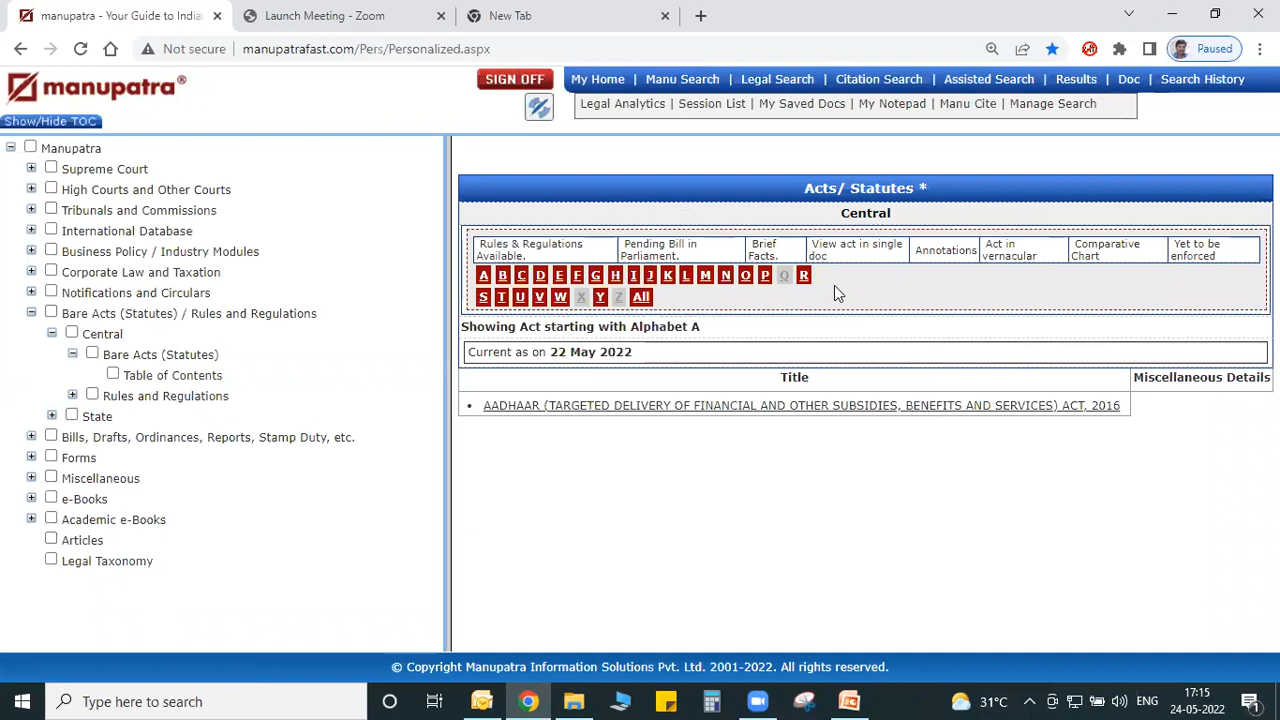 manupatra - Your Guide to India
Launch Meeting - Zoom
New Tab
Not secure
manupatrafast.com/Pers/Personalized.aspx
Paused
manupatra®
SIGN OFF
My Home | Manu Search | Legal Search | Citation Search | Assisted Search | Results | Doc | Search History
Legal Analytics | Session List | My Saved Docs | My Notepad | Manu Cite | Manage Search
Show/Hide TOC
Manupatra
Supreme Court
High Courts and Other Courts
Tribunals and Commissions
International Database
Business Policy / Industry Modules
Corporate Law and Taxation
Notifications and Circulars
Bare Acts (Statutes) / Rules and Regulations
Central
Bare Acts (Statutes)
Table of Contents
Rules and Regulations
State
Bills, Drafts, Ordinances, Reports, Stamp Duty, etc.
Forms
Miscellaneous
e-Books
Academic e-Books
Articles
Legal Taxonomy
Acts/ Statutes *
Central
Rules & Regulations Available.
Pending Bill in Parliament.
Brief Facts.
View act in single doc
Annotations
Act in vernacular
Comparative Chart
Yet to be enforced
A B C D E F G H I J K L M N O P Q R
S T U V W X Y Z All
Showing Act starting with Alphabet A
Current as on 22 May 2022
Title
Miscellaneous Details
• AADHAAR (TARGETED DELIVERY OF FINANCIAL AND OTHER SUBSIDIES, BENEFITS AND SERVICES) ACT, 2016
© Copyright Manupatra Information Solutions Pvt. Ltd. 2001-2022. All rights reserved.
Type here to search
31°C
ENG
17:15
24-05-2022
1